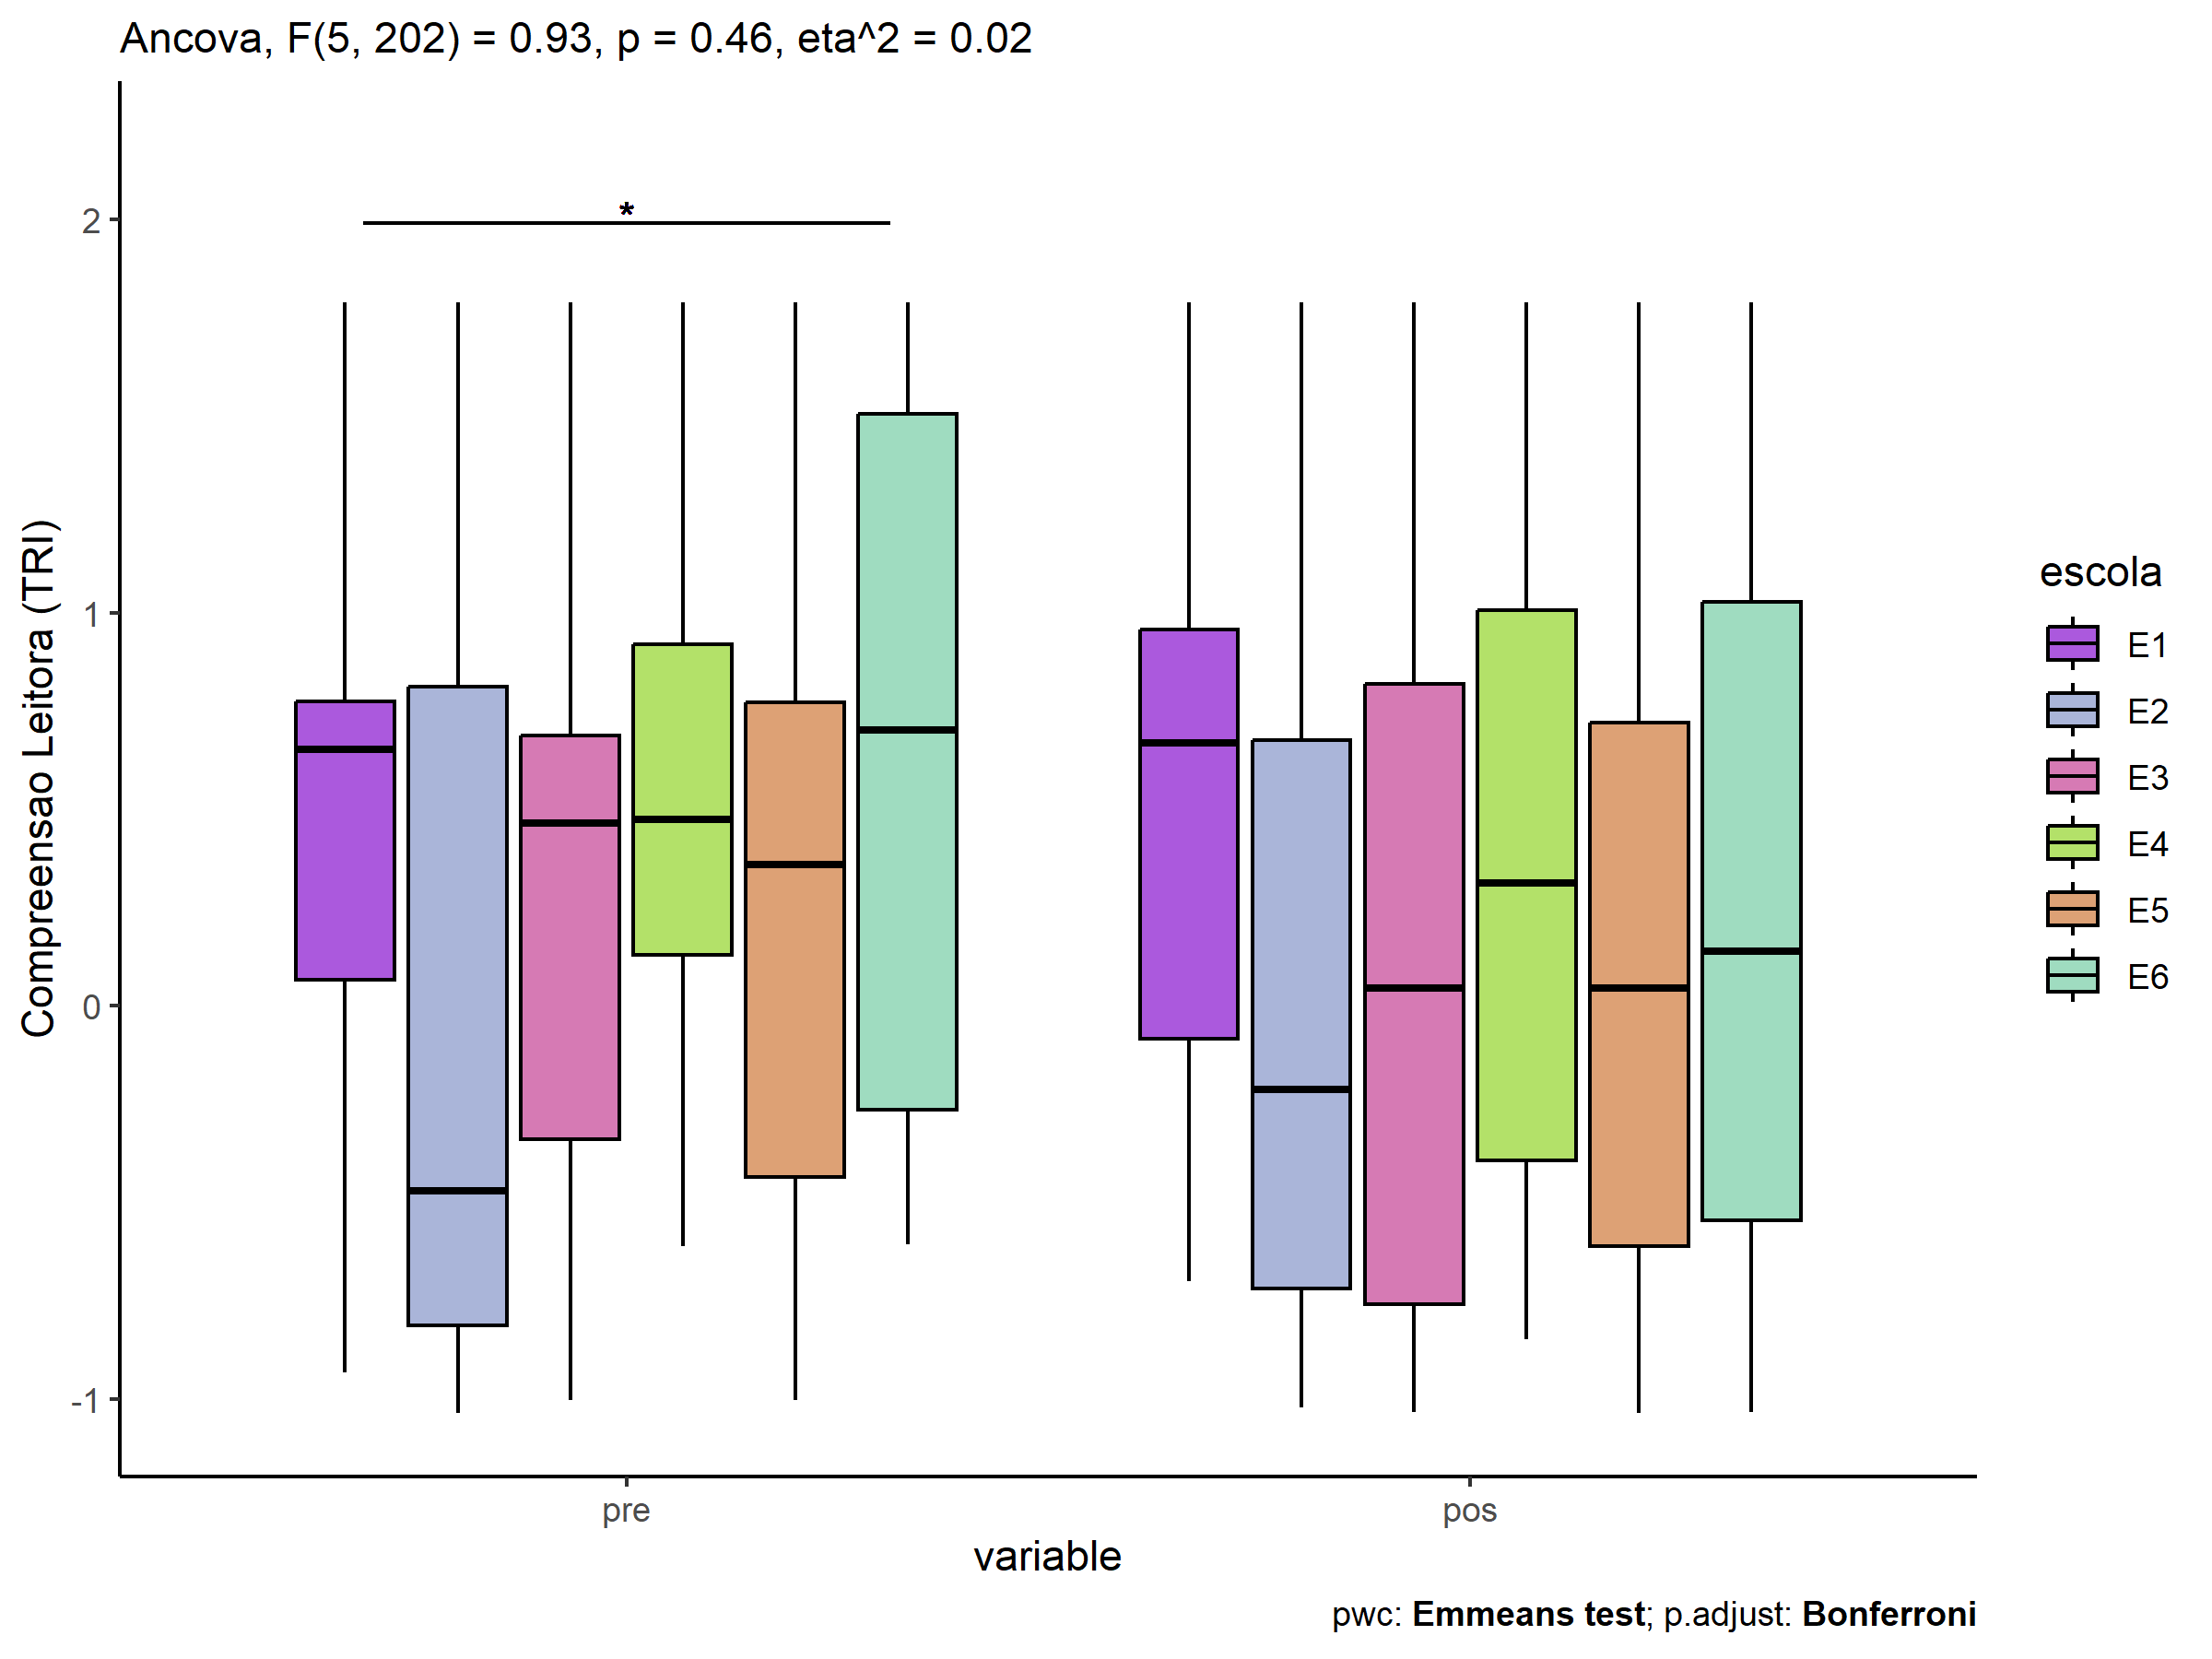 Ancova, F(5, 202) = 0.93, p = 0.46, eta^2 = 0.02
Compreensao Leitora (TRI)
2
1
0
-1
*
pre
pos
variable
escola
E1
E2
E3
E4
E5
E6
pwc: Emmeans test; p.adjust: Bonferroni